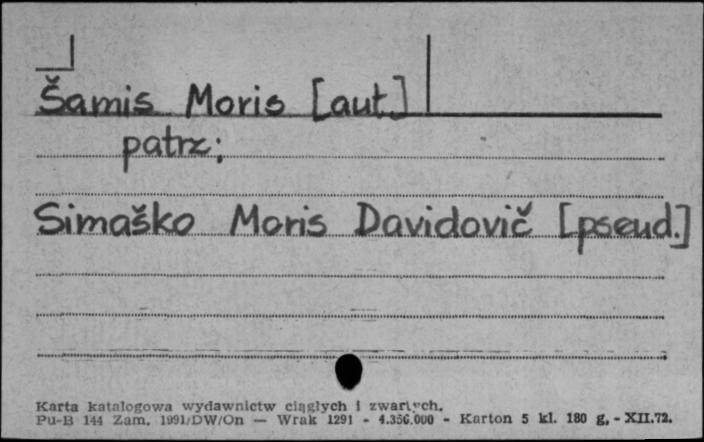 Šamis Moris [aut.]
patrz;
Simaško Moris Davidovič [pseud.]
Karta katalogowa wydawnictw ciągłych i zwartych.
Pu-B 144 Zam. 1991/DW/On — Wrak 1291 - 4.356.000 - Karton 5 kl. 180 g, - XII.72.